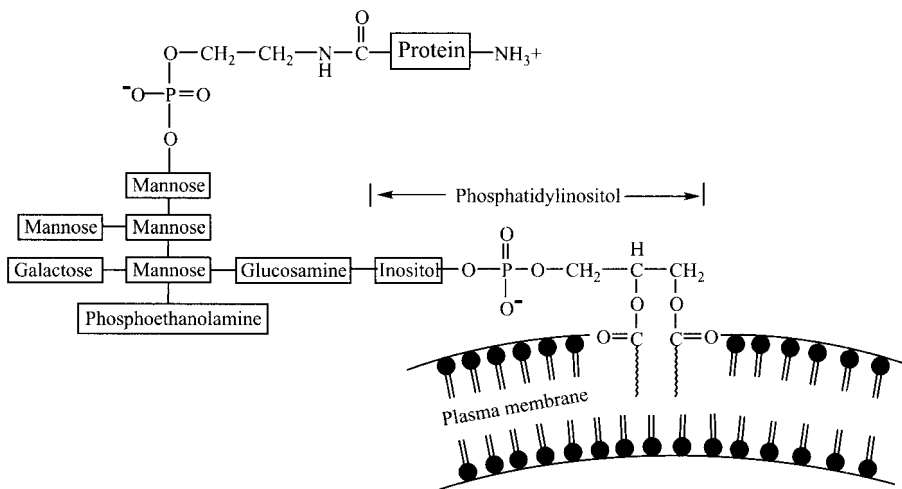 O
O—CH₂—CH₂—N—C—Protein—NH₃+
H
⁻O—P=O
O
Mannose
Phosphatidylinositol
Mannose—Mannose
O H
Galactose—Mannose—Glucosamine—Inositol—O—P—O—CH₂—C—CH₂
O⁻ O O
Phosphoethanolamine
O=C C=O
Plasma membrane